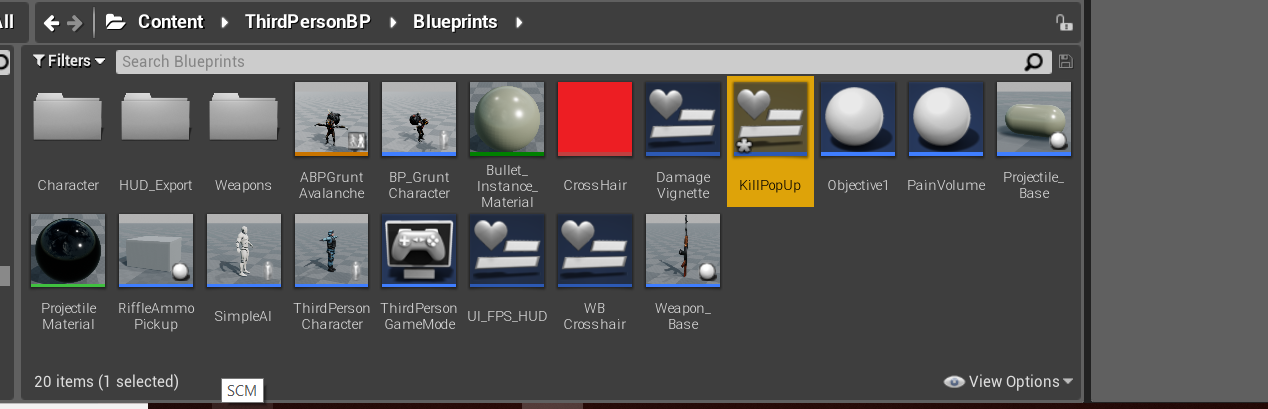 All
Content
ThirdPersonBP
Blueprints
Filters
Search Blueprints
Character
HUD_Export
Weapons
ABPGrunt
Avalanche
BP_Grunt
Character
Bullet_
Instance_
Material
CrossHair
Damage
Vignette
KillPopUp
Objective1
PainVolume
Projectile_
Base
Projectile
Material
RiffleAmmo
Pickup
SimpleAI
ThirdPerson
Character
ThirdPerson
GameMode
UI_FPS_HUD
WB
Crosshair
Weapon_
Base
20 items (1 selected)
View Options
SCM